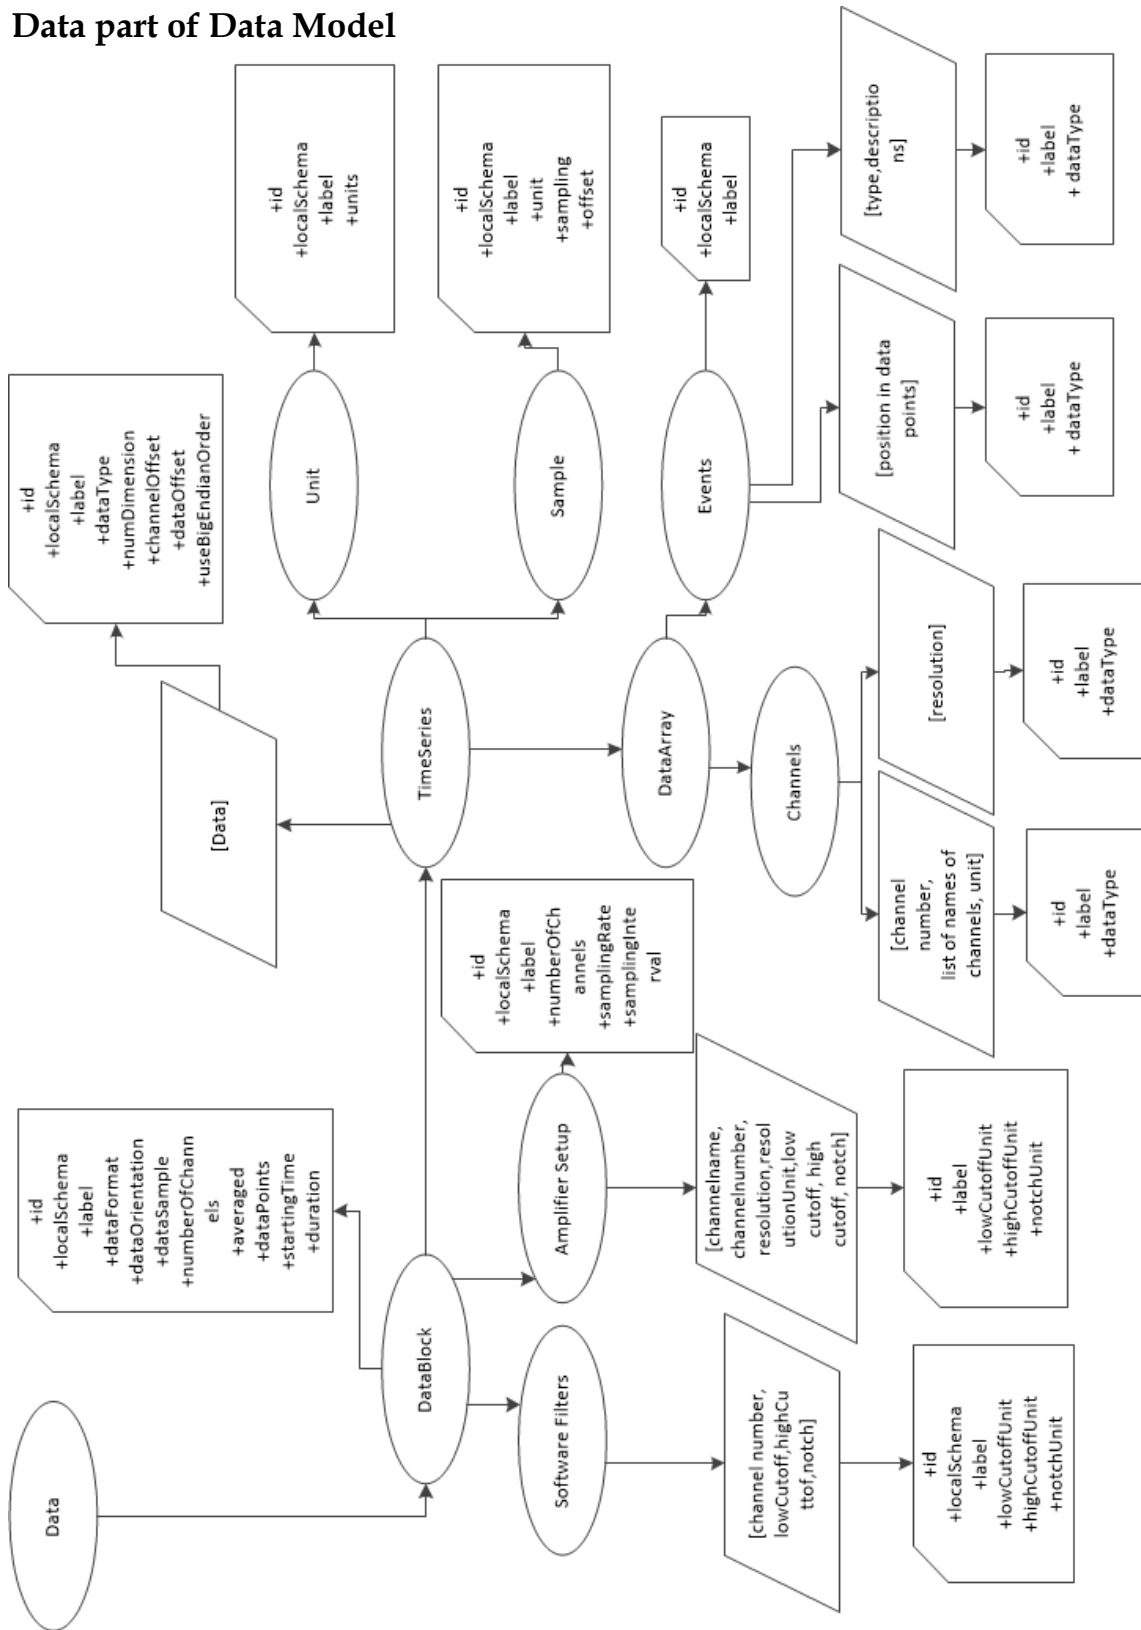 Data part of Data Model
Data
+id
+localSchema
+label
+dataFormat
+dataOrientation
+dataSample
+numberOfChann
els
+averaged
+dataPoints
+startingTime
+duration
DataBlock
Software Filters
[channel number,
lowCutoff,highCu
ttof,notch]
+id
+localSchema
+label
+lowCutoffUnit
+highCutoffUnit
+notchUnit
Amplifier Setup
+id
+localSchema
+label
+numberOfCh
annels
+samplingRate
+samplingInte
rval
[channelname,
channelnumber,
resolution,resol
utionUnit,low
cutoff, high
cutoff, notch]
+id
+label
+lowCutoffUnit
+highCutoffUnit
+notchUnit
[Data]
+id
+localSchema
+label
+dataType
+numDimension
+channelOffset
+dataOffset
+useBigEndianOrder
TimeSeries
Unit
+id
+localSchema
+label
+units
Sample
+id
+localSchema
+label
+unit
+sampling
+offset
DataArray
Channels
[channel
number,
list of names of
channels, unit]
+id
+label
+dataType
[resolution]
+id
+label
+dataType
Events
+id
+localSchema
+label
[position in data
points]
+id
+label
+ dataType
[type,descriptio
ns]
+id
+label
+ dataType